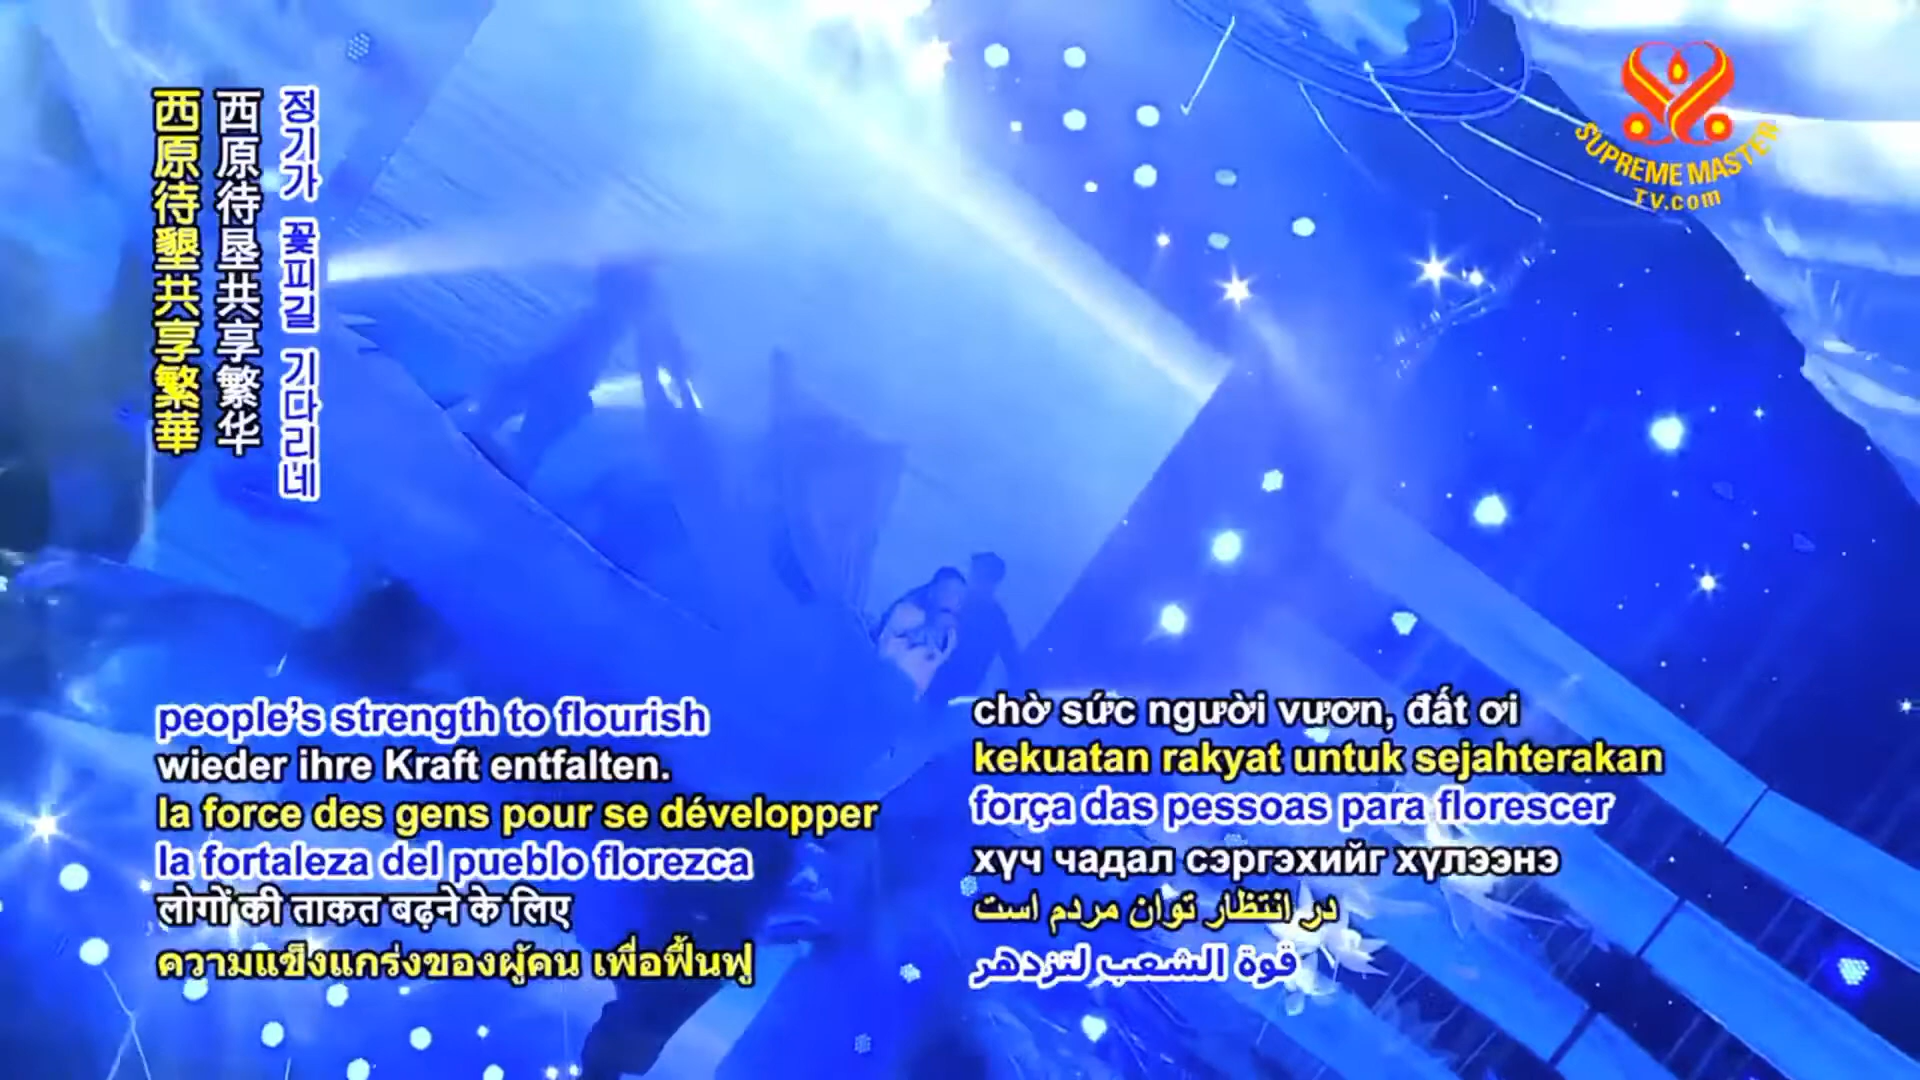 西原待墾共享繁華
西原待垦共享繁华
정기가 꽃피길 기다리네
SUPREME MASTER
TV.com
people's strength to flourish
wieder ihre Kraft entfalten.
la force des gens pour se développer
la fortaleza del pueblo florezca
लोगों की ताकत बढ़ने के लिए
ความแข็งแกร่งของผู้คน เพื่อฟื้นฟู
chờ sức người vươn, đất ơi
kekuatan rakyat untuk sejahterakan
força das pessoas para florescer
хүч чадал сэргэхийг хүлээнэ
در انتظار توان مردم است
قوة الشعب لتزدهر